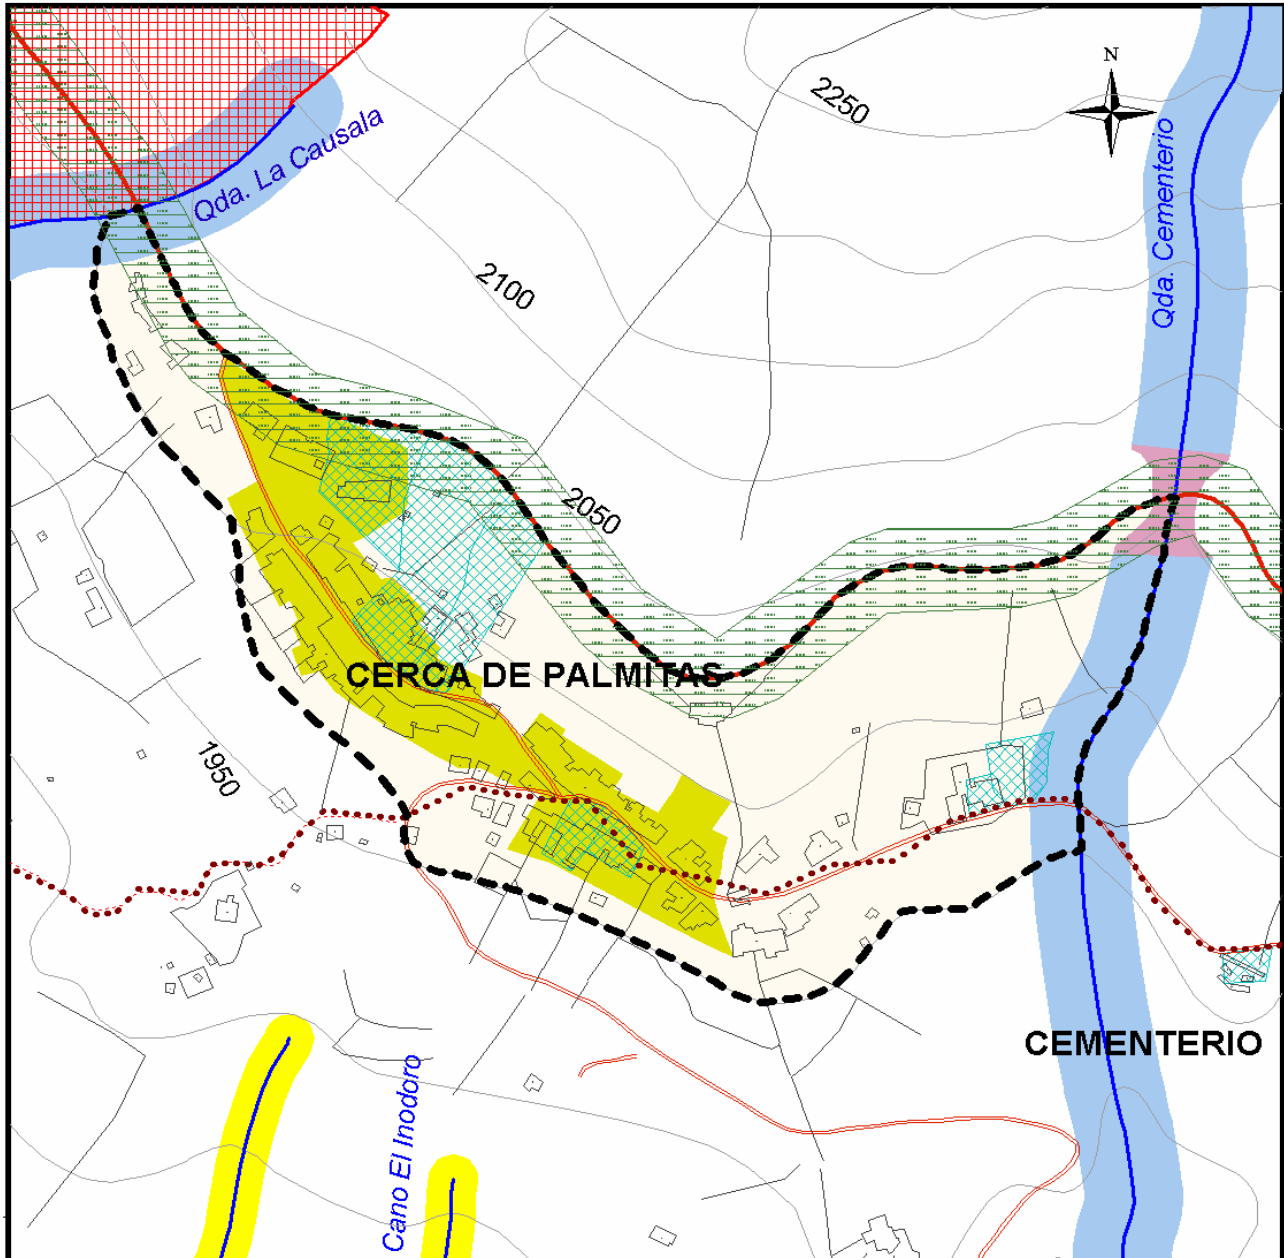 N
2250
Qda. La Causala
Qda. Cementerio
2100
2050
CERCA DE PALMITAS
1950
CEMENTERIO
Cano El Inodoro